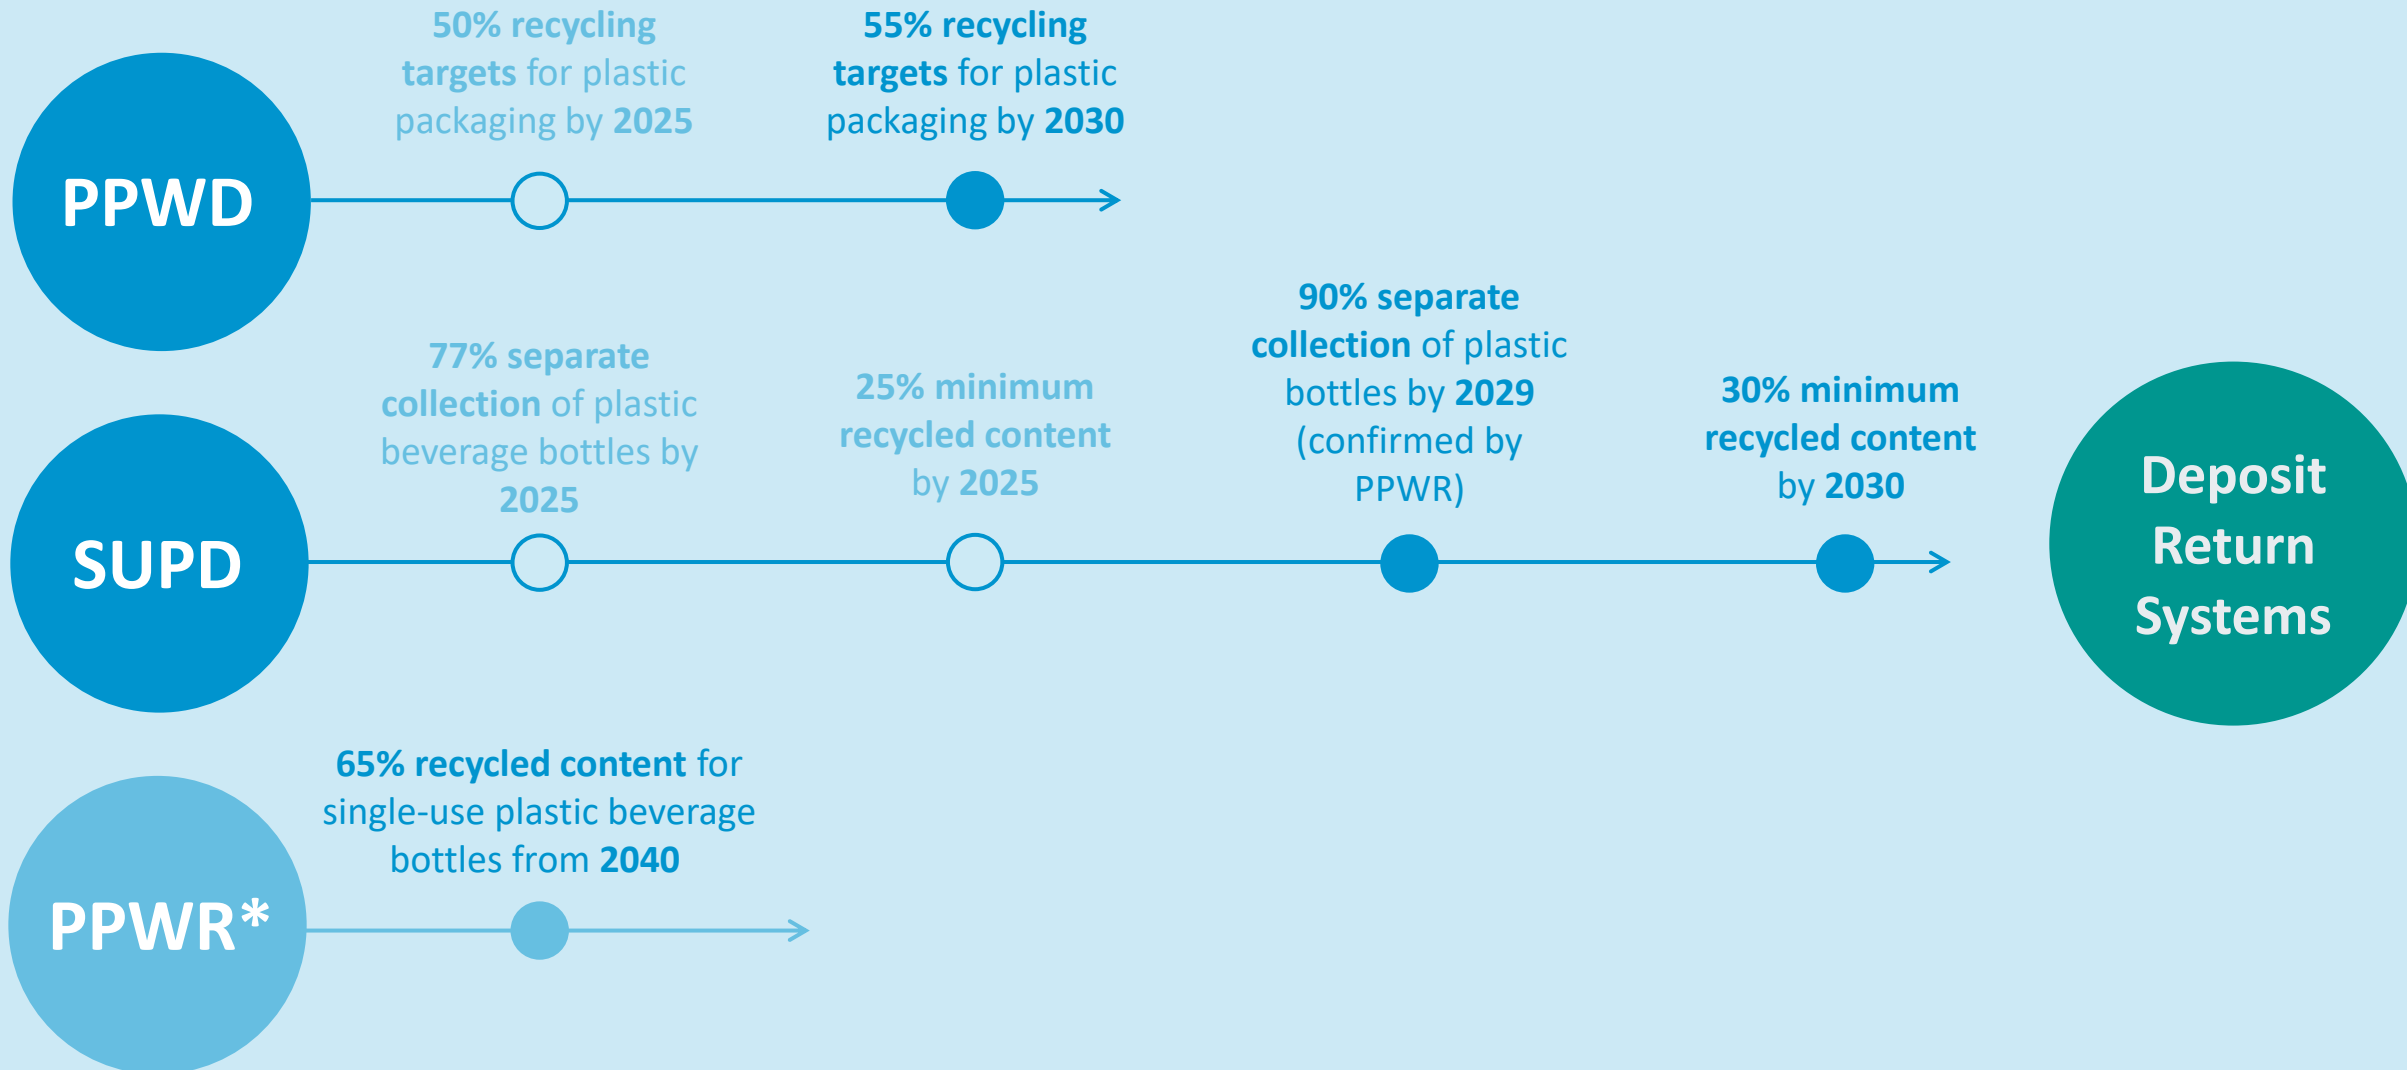 50% recycling
targets for plastic
packaging by 2025
55% recycling
targets for plastic
packaging by 2030
PPWD
77% separate
collection of plastic
beverage bottles by
2025
25% minimum
recycled content
by 2025
90% separate
collection of plastic
bottles by 2029
(confirmed by
PPWR)
30% minimum
recycled content
by 2030
SUPD
Deposit
Return
Systems
65% recycled content for
single-use plastic beverage
bottles from 2040
PPWR*